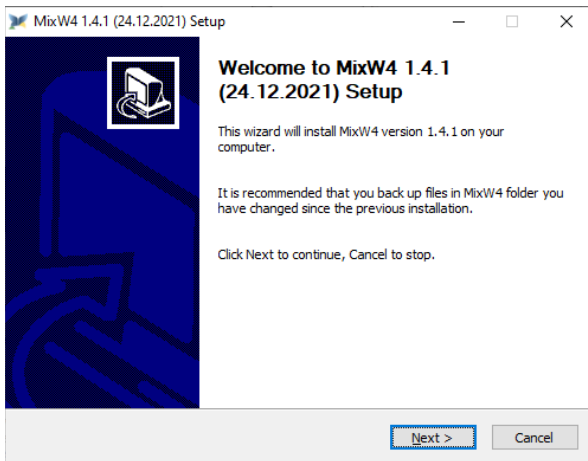 MixW4 1.4.1 (24.12.2021) Setup
Welcome to MixW4 1.4.1
(24.12.2021) Setup
This wizard will install MixW4 version 1.4.1 on your
computer.
It is recommended that you back up files in MixW4 folder you
have changed since the previous installation.
Click Next to continue, Cancel to stop.
Next >
Cancel